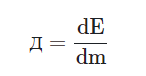 д = dE/dm